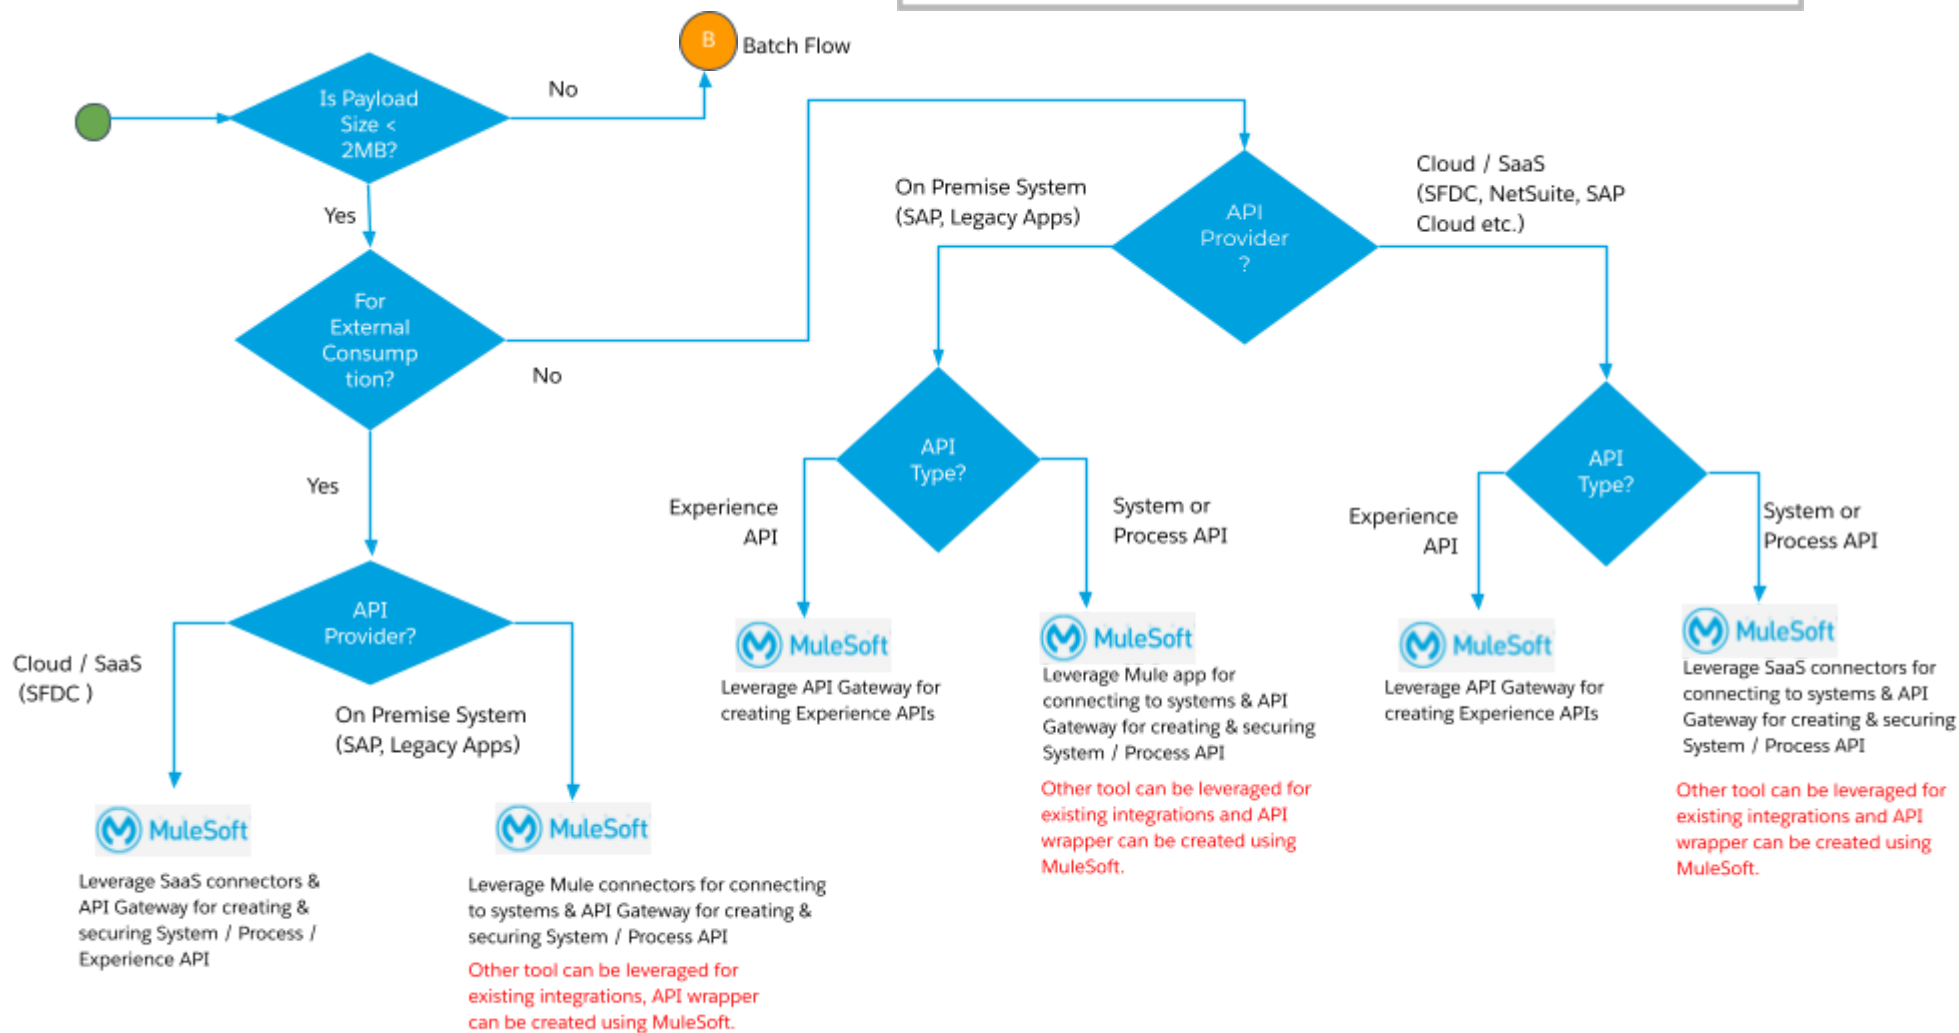 B
Batch Flow
Is Payload
Size <
2MB?
No
Yes
For
External
Consump
tion?
No
Yes
API
Provider?
Cloud / SaaS
(SFDC )
On Premise System
(SAP, Legacy Apps)
MuleSoft
Leverage SaaS connectors &
API Gateway for creating &
securing System / Process /
Experience API
MuleSoft
Leverage Mule connectors for connecting
to systems & API Gateway for creating &
securing System / Process API
Other tool can be leveraged for
existing integrations, API wrapper
can be created using MuleSoft.
API
Provider
?
On Premise System
(SAP, Legacy Apps)
Cloud / SaaS
(SFDC, NetSuite, SAP
Cloud etc.)
API
Type?
Experience
API
System or
Process API
MuleSoft
Leverage API Gateway for
creating Experience APIs
MuleSoft
Leverage Mule app for
connecting to systems & API
Gateway for creating & securing
System / Process API
Other tool can be leveraged for
existing integrations and API
wrapper can be created using
MuleSoft.
API
Type?
Experience
API
System or
Process API
MuleSoft
Leverage API Gateway for
creating Experience APIs
MuleSoft
Leverage SaaS connectors for
connecting to systems & API
Gateway for creating & securing
System / Process API
Other tool can be leveraged for
existing integrations and API
wrapper can be created using
MuleSoft.